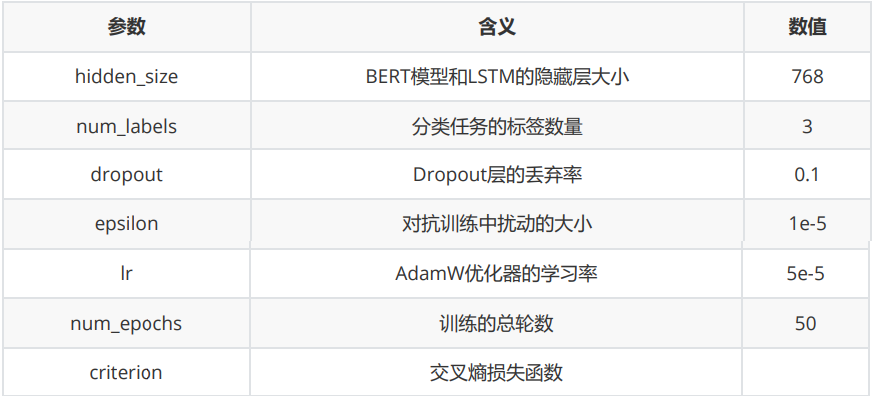 参数 含义 数值
hidden_size BERT模型和LSTM的隐藏层大小 768
num_labels 分类任务的标签数量 3
dropout Dropout层的丢弃率 0.1
epsilon 对抗训练中扰动的大小 1e-5
lr AdamW优化器的学习率 5e-5
num_epochs 训练的总轮数 50
criterion 交叉熵损失函数